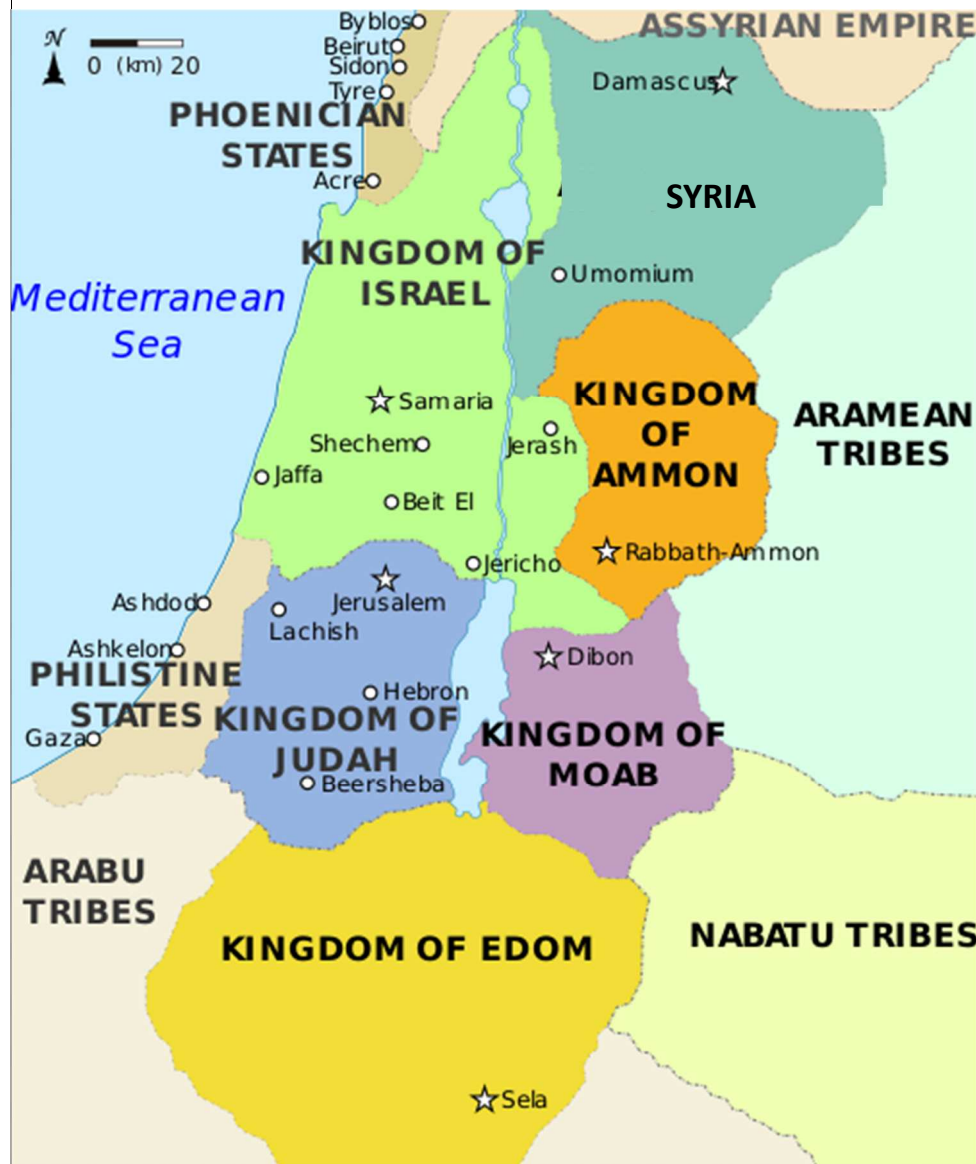 Byblos
ASSYRIAN EMPIRE
N
Beirut
0 (km) 20
Sidon
Damascus
Tyre
PHOENICIAN
STATES
Acre
SYRIA
KINGDOM OF
ISRAEL
Umomium
Mediterranean
Sea
KINGDOM
OF
AMMON
Samaria
ARAMEAN
TRIBES
Shechem
Jerash
Jaffa
Beit El
Rabbath-Ammon
Jericho
Jerusalem
Ashdod
Lachish
Ashkelon
Dibon
PHILISTINE
STATES
Hebron
KINGDOM OF
JUDAH
Gaza
KINGDOM OF
MOAB
Beersheba
ARABU
TRIBES
KINGDOM OF EDOM
NABATU TRIBES
Sela